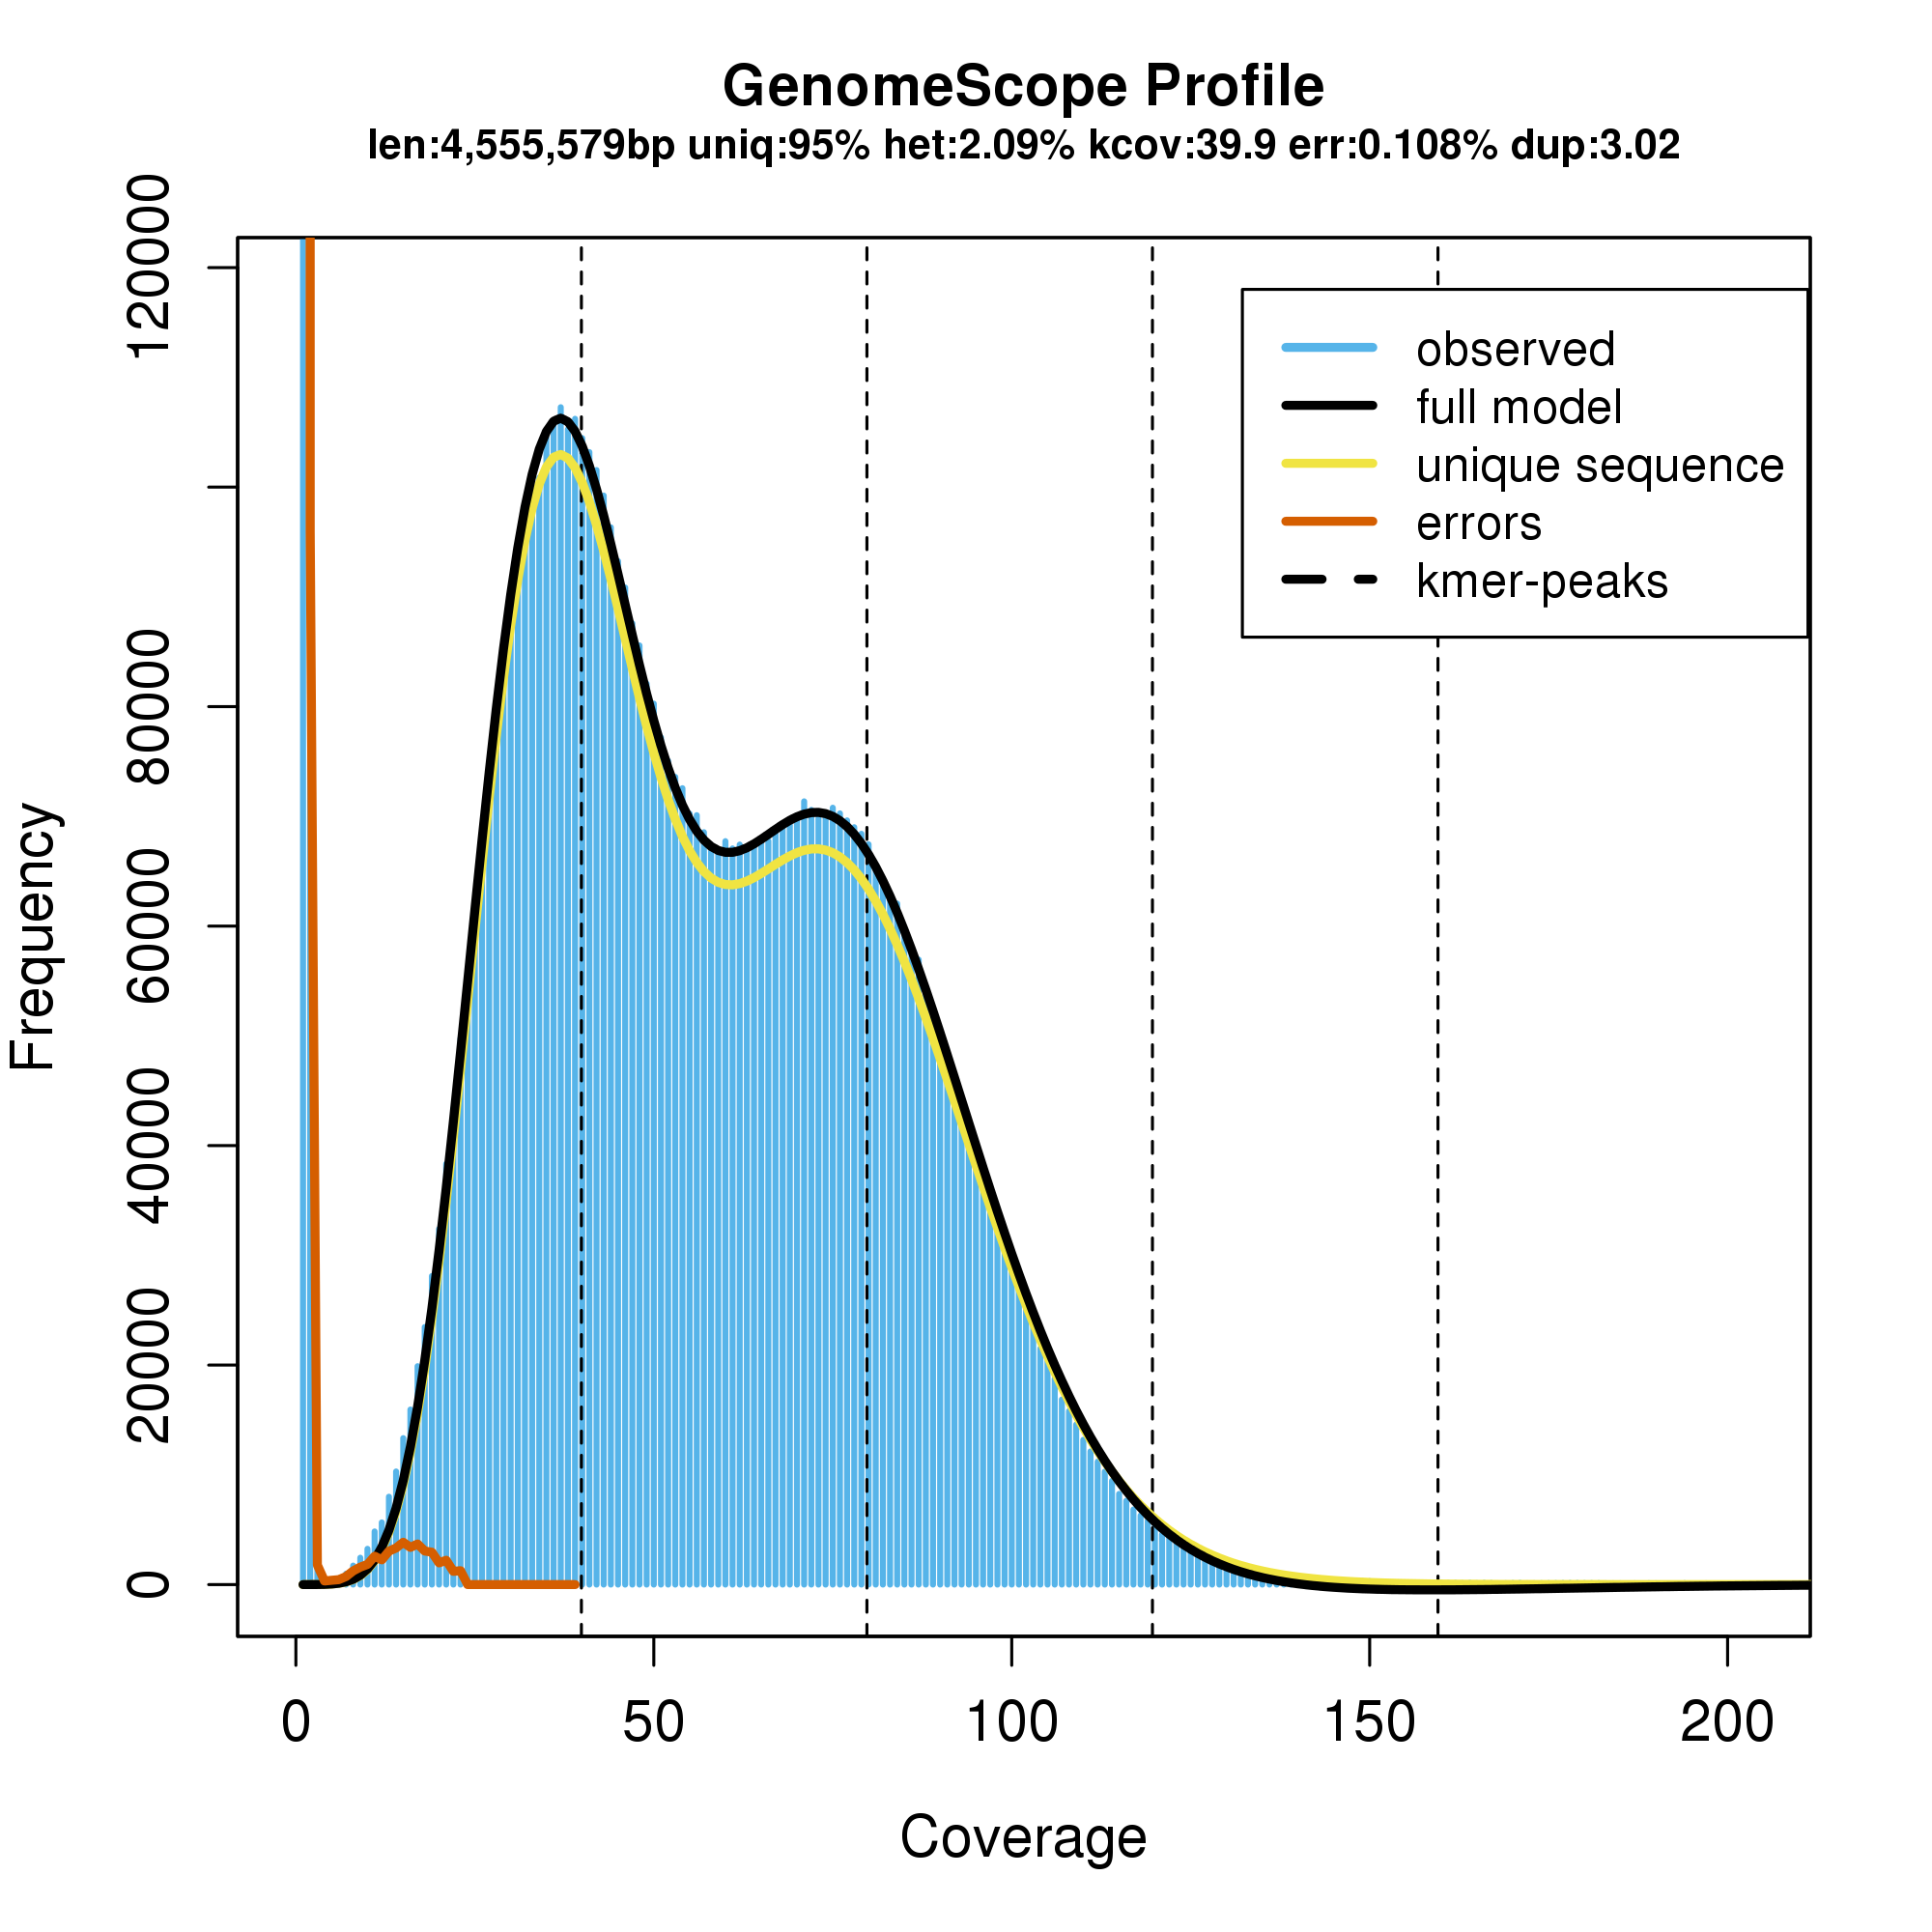 GenomeScope Profile
len:4,555,579bp uniq:95% het:2.09% kcov:39.9 err:0.108% dup:3.02
Frequency
0
20000
40000
60000
80000
120000
observed
full model
unique sequence
errors
kmer-peaks
0
50
100
150
200
Coverage